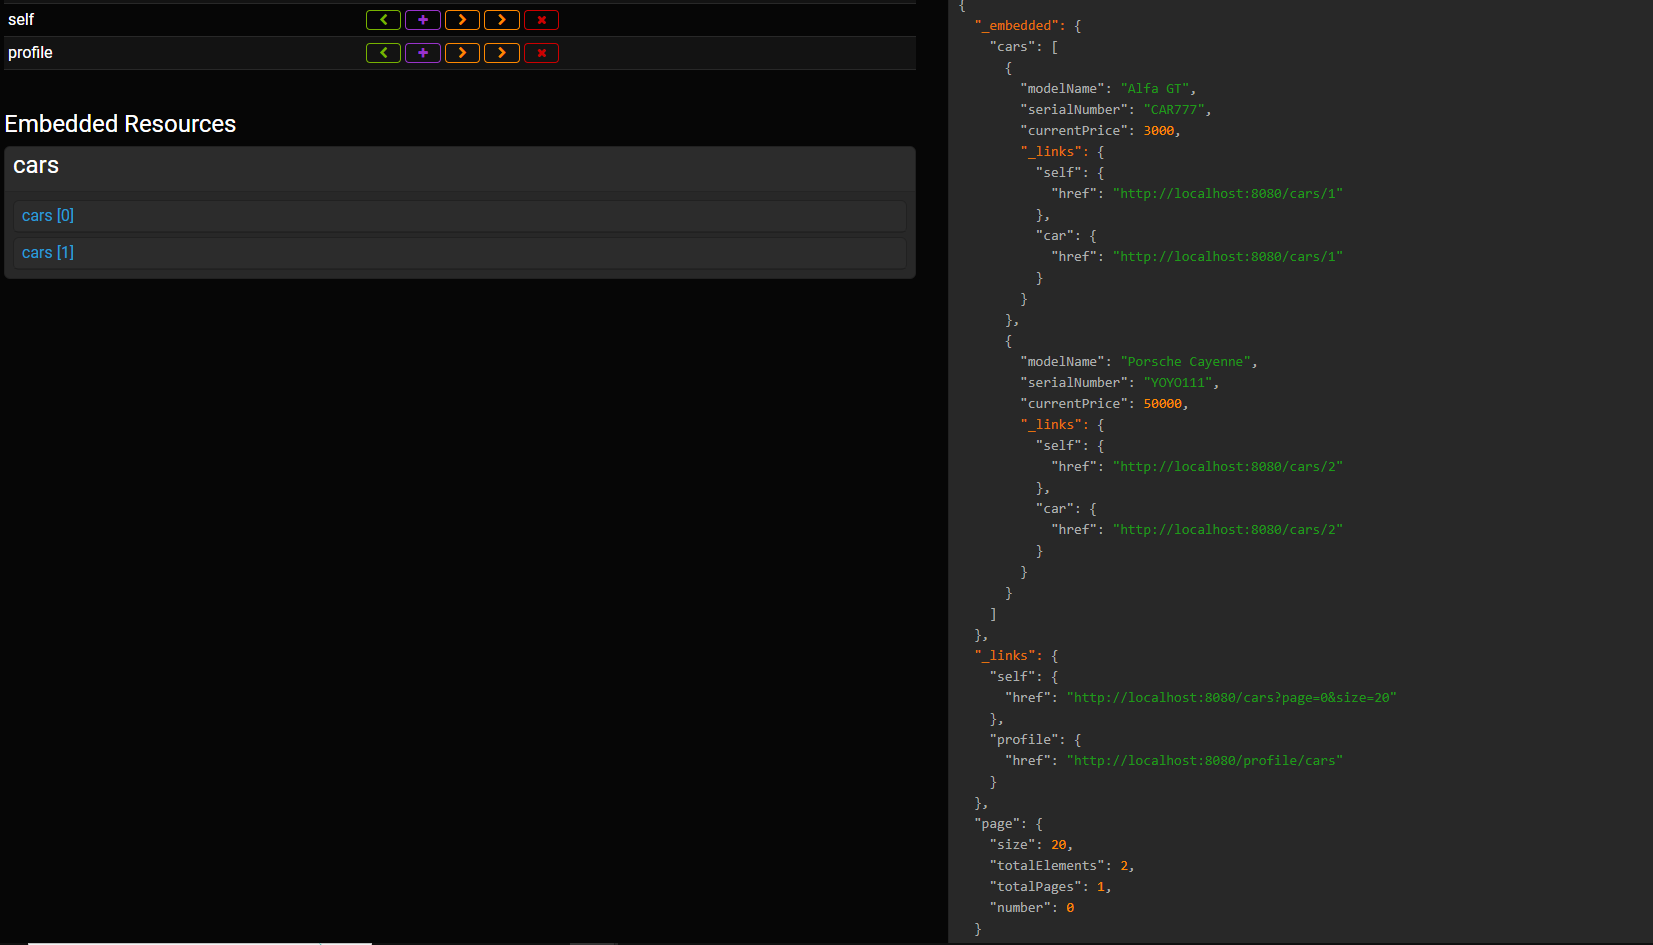 self
profile
Embedded Resources
cars
cars [0]
cars [1]
{
"_embedded": {
"cars": [
{
"modelName": "Alfa GT",
"serialNumber": "CAR777",
"currentPrice": 3000,
"_links": {
"self": {
"href": "http://localhost:8080/cars/1"
},
"car": {
"href": "http://localhost:8080/cars/1"
}
}
},
{
"modelName": "Porsche Cayenne",
"serialNumber": "YOYO111",
"currentPrice": 50000,
"_links": {
"self": {
"href": "http://localhost:8080/cars/2"
},
"car": {
"href": "http://localhost:8080/cars/2"
}
}
}
]
},
"_links": {
"self": {
"href": "http://localhost:8080/cars?page=0&size=20"
},
"profile": {
"href": "http://localhost:8080/profile/cars"
}
},
"page": {
"size": 20,
"totalElements": 2,
"totalPages": 1,
"number": 0
}